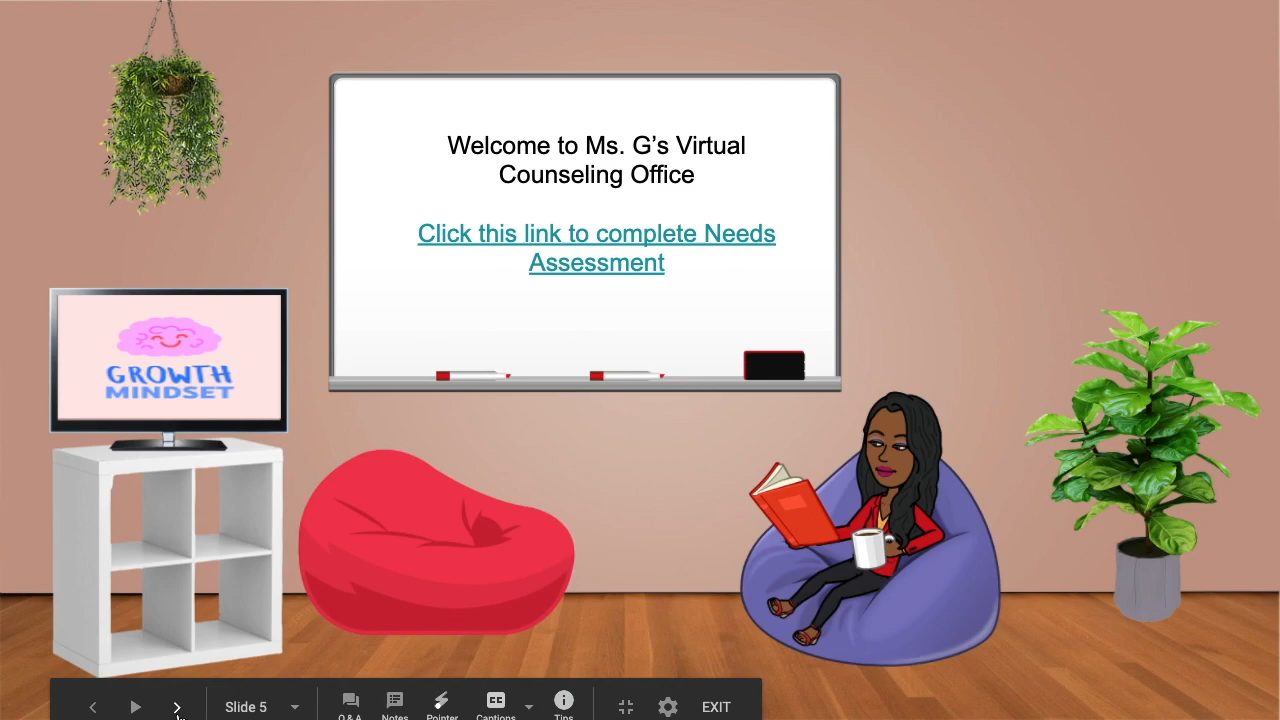 Welcome to Ms. G’s Virtual
Counseling Office
Click this link to complete Needs
Assessment
GROWTH
MINDSET
Slide 5
Q & A
Notes
Pointer
CC
Captions
Tips
EXIT